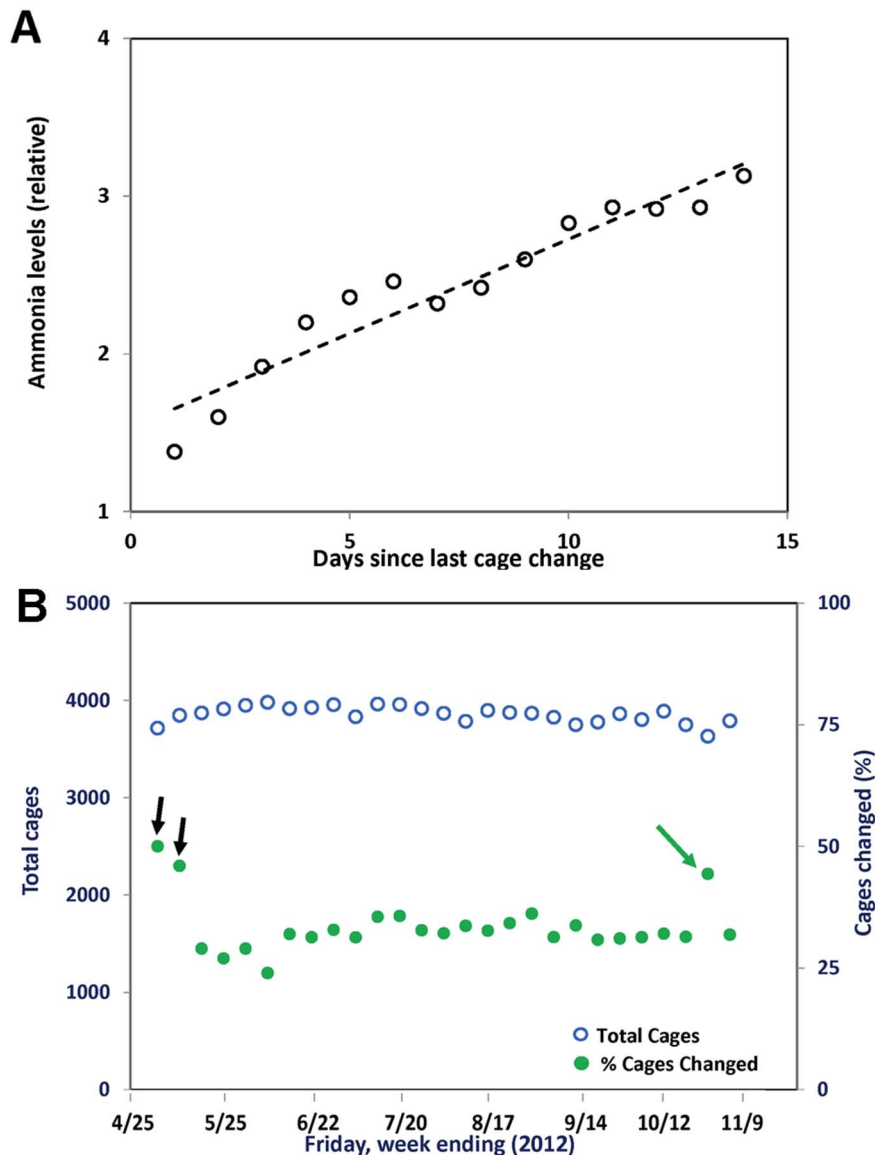 A
4
3
2
1
Ammonia levels (relative)
0 5 10 15
Days since last cage change
B
5000 100
4000 75
3000
2000 50
1000 25
0 0
Total cages
Cages changed (%)
Total Cages
% Cages Changed
4/25 5/25 6/22 7/20 8/17 9/14 10/12 11/9
Friday, week ending (2012)